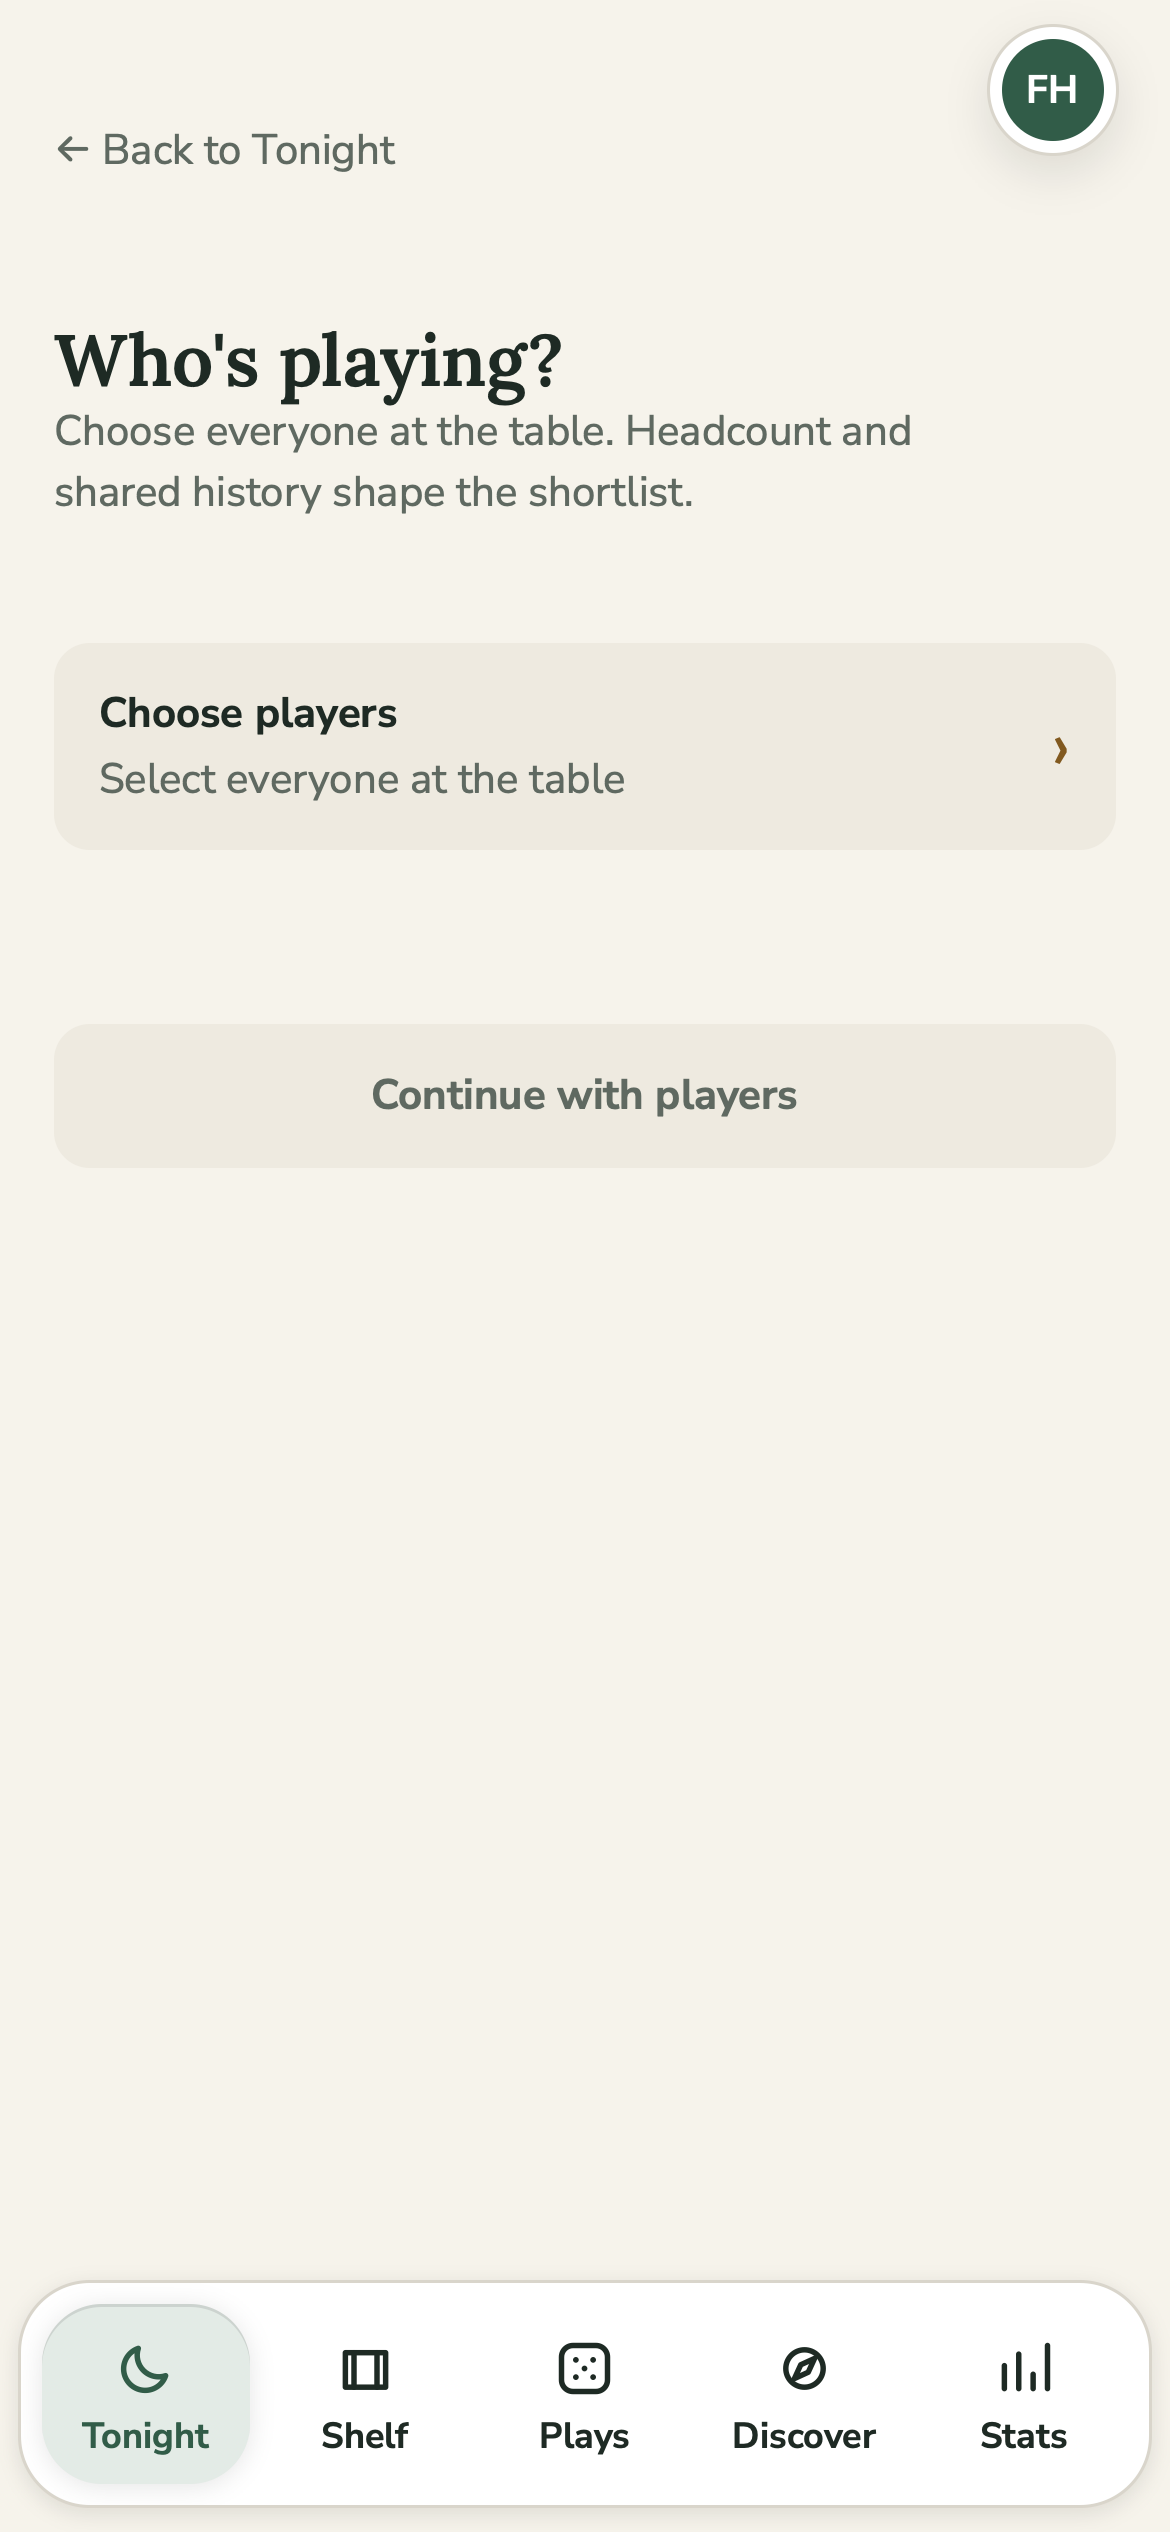 FH
← Back to Tonight
Who's playing?
Choose everyone at the table. Headcount and
shared history shape the shortlist.
Choose players
Select everyone at the table
›
Continue with players
Tonight
Shelf
Plays
Discover
Stats